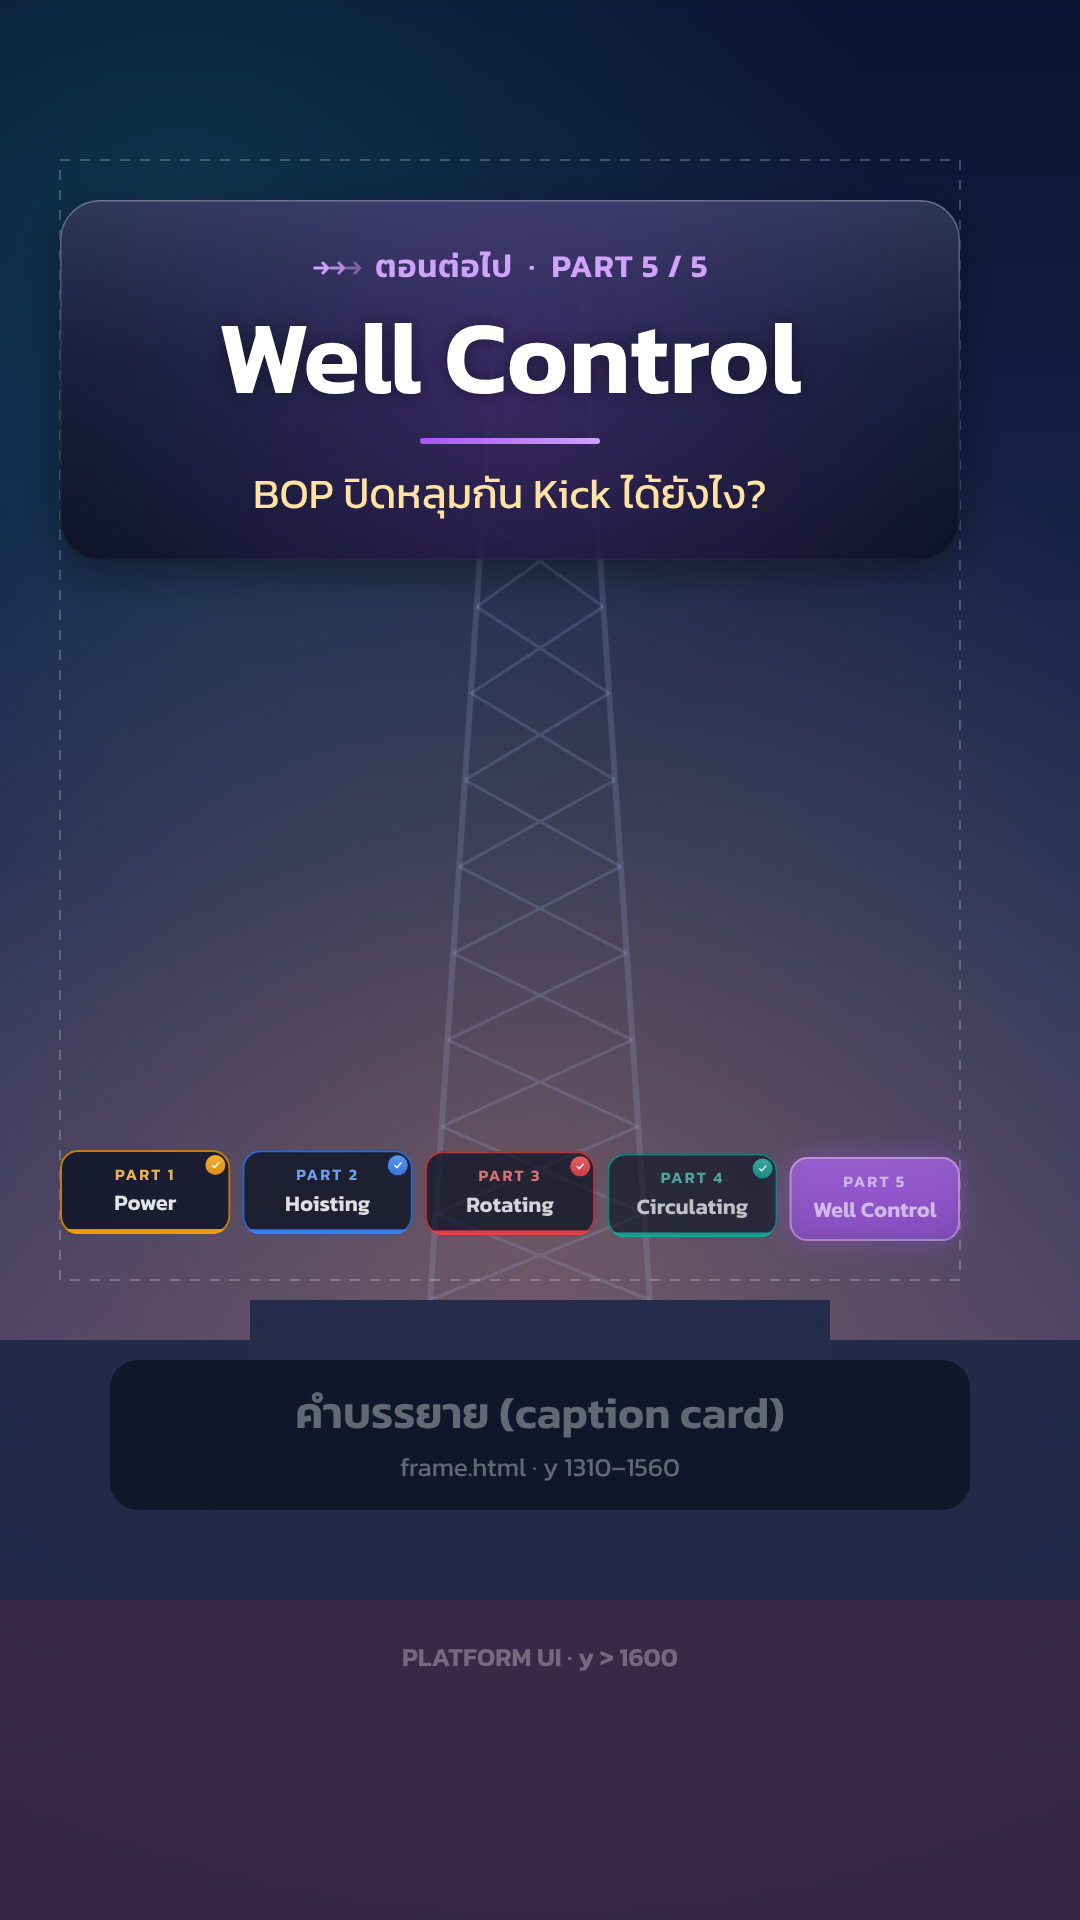 ตอนต่อไป · PART 5 / 5
Well Control
BOP ปิดหลุมกัน Kick ได้ยังไง?
PART 1
Power
PART 2
Hoisting
PART 3
Rotating
PART 4
Circulating
PART 5
Well Control
คำบรรยาย (caption card)
frame.html · y 1310–1560
PLATFORM UI · y > 1600